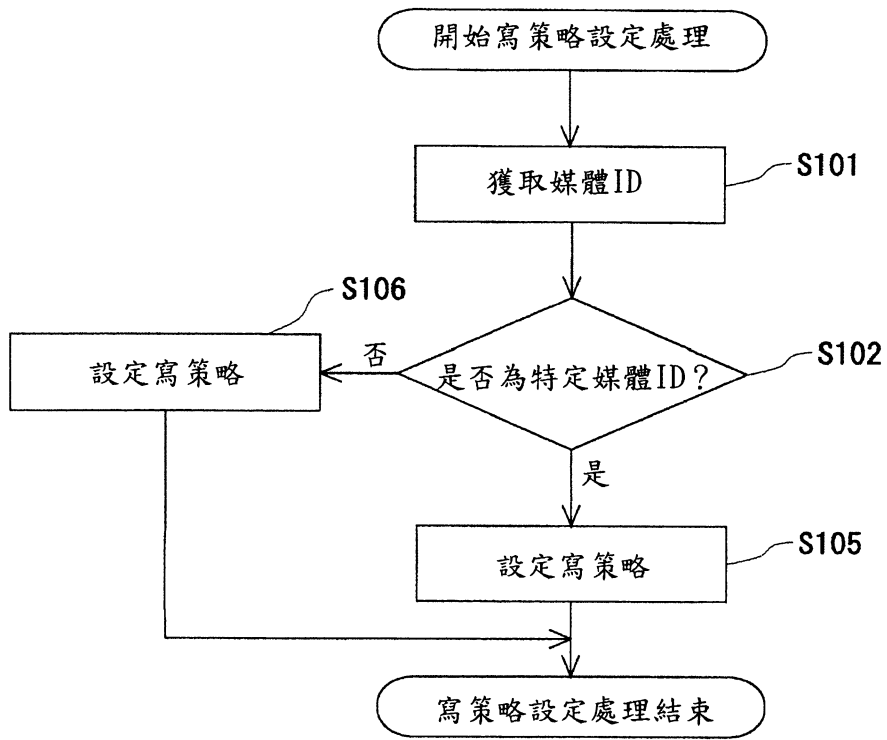 開始寫策略設定處理
S101
獲取媒體ID
S106
S102
否
設定寫策略
是否為特定媒體ID？
是
S105
設定寫策略
寫策略設定處理結束